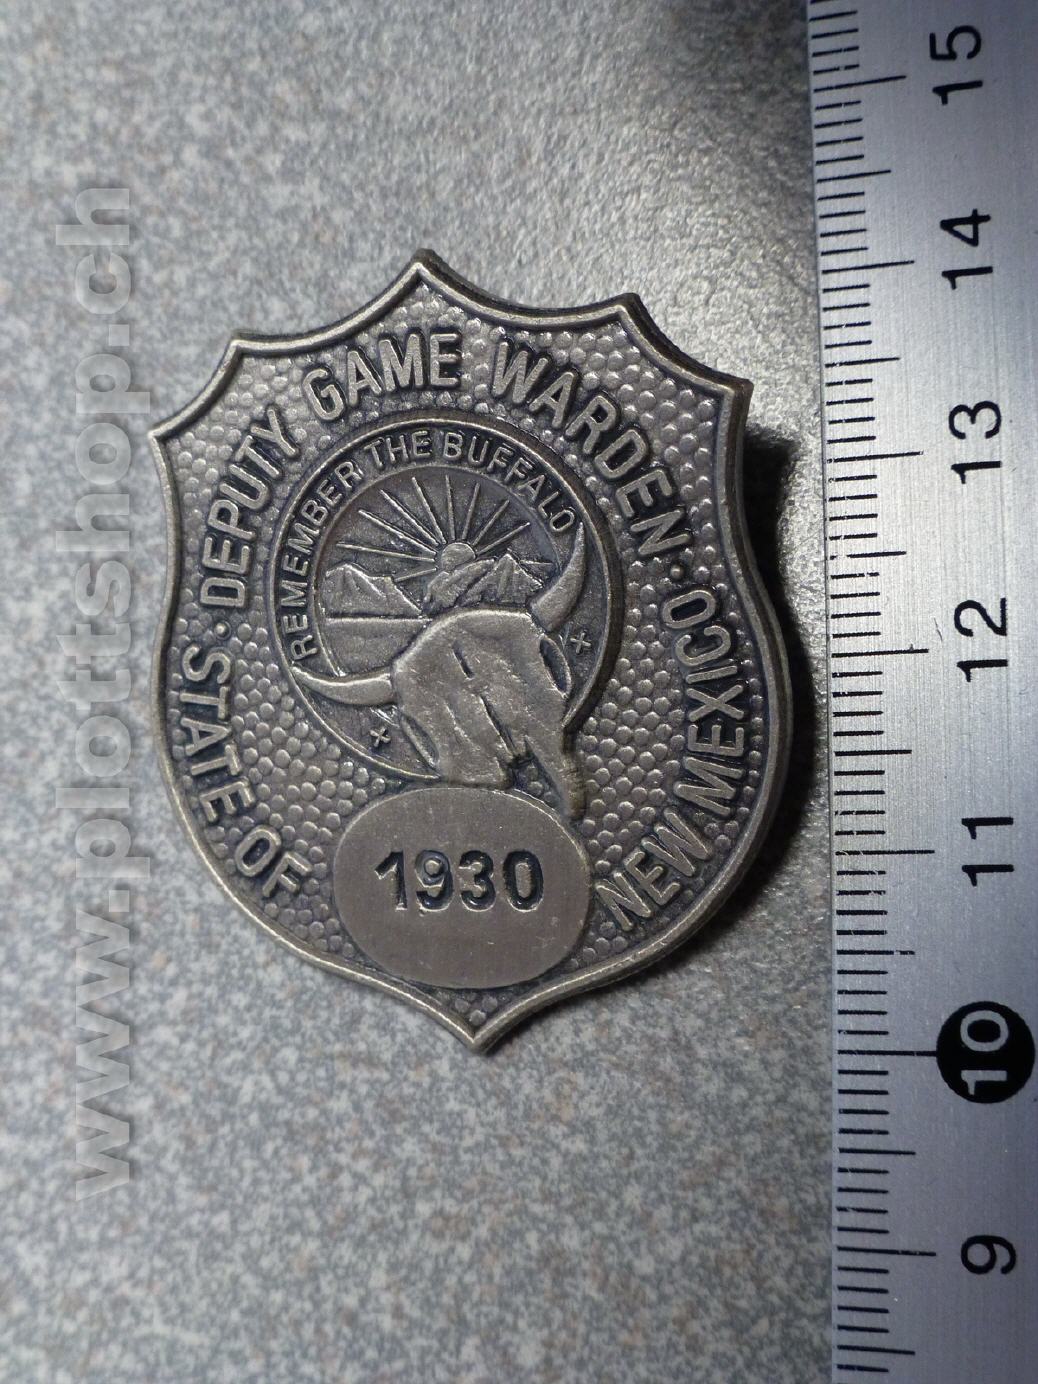 DEPUTY GAME WARDEN
REMEMBER THE BUFFALO
STATE OF
NEW MEXICO
1930
15
14
13
12
11
10
9
www.plottshop.ch